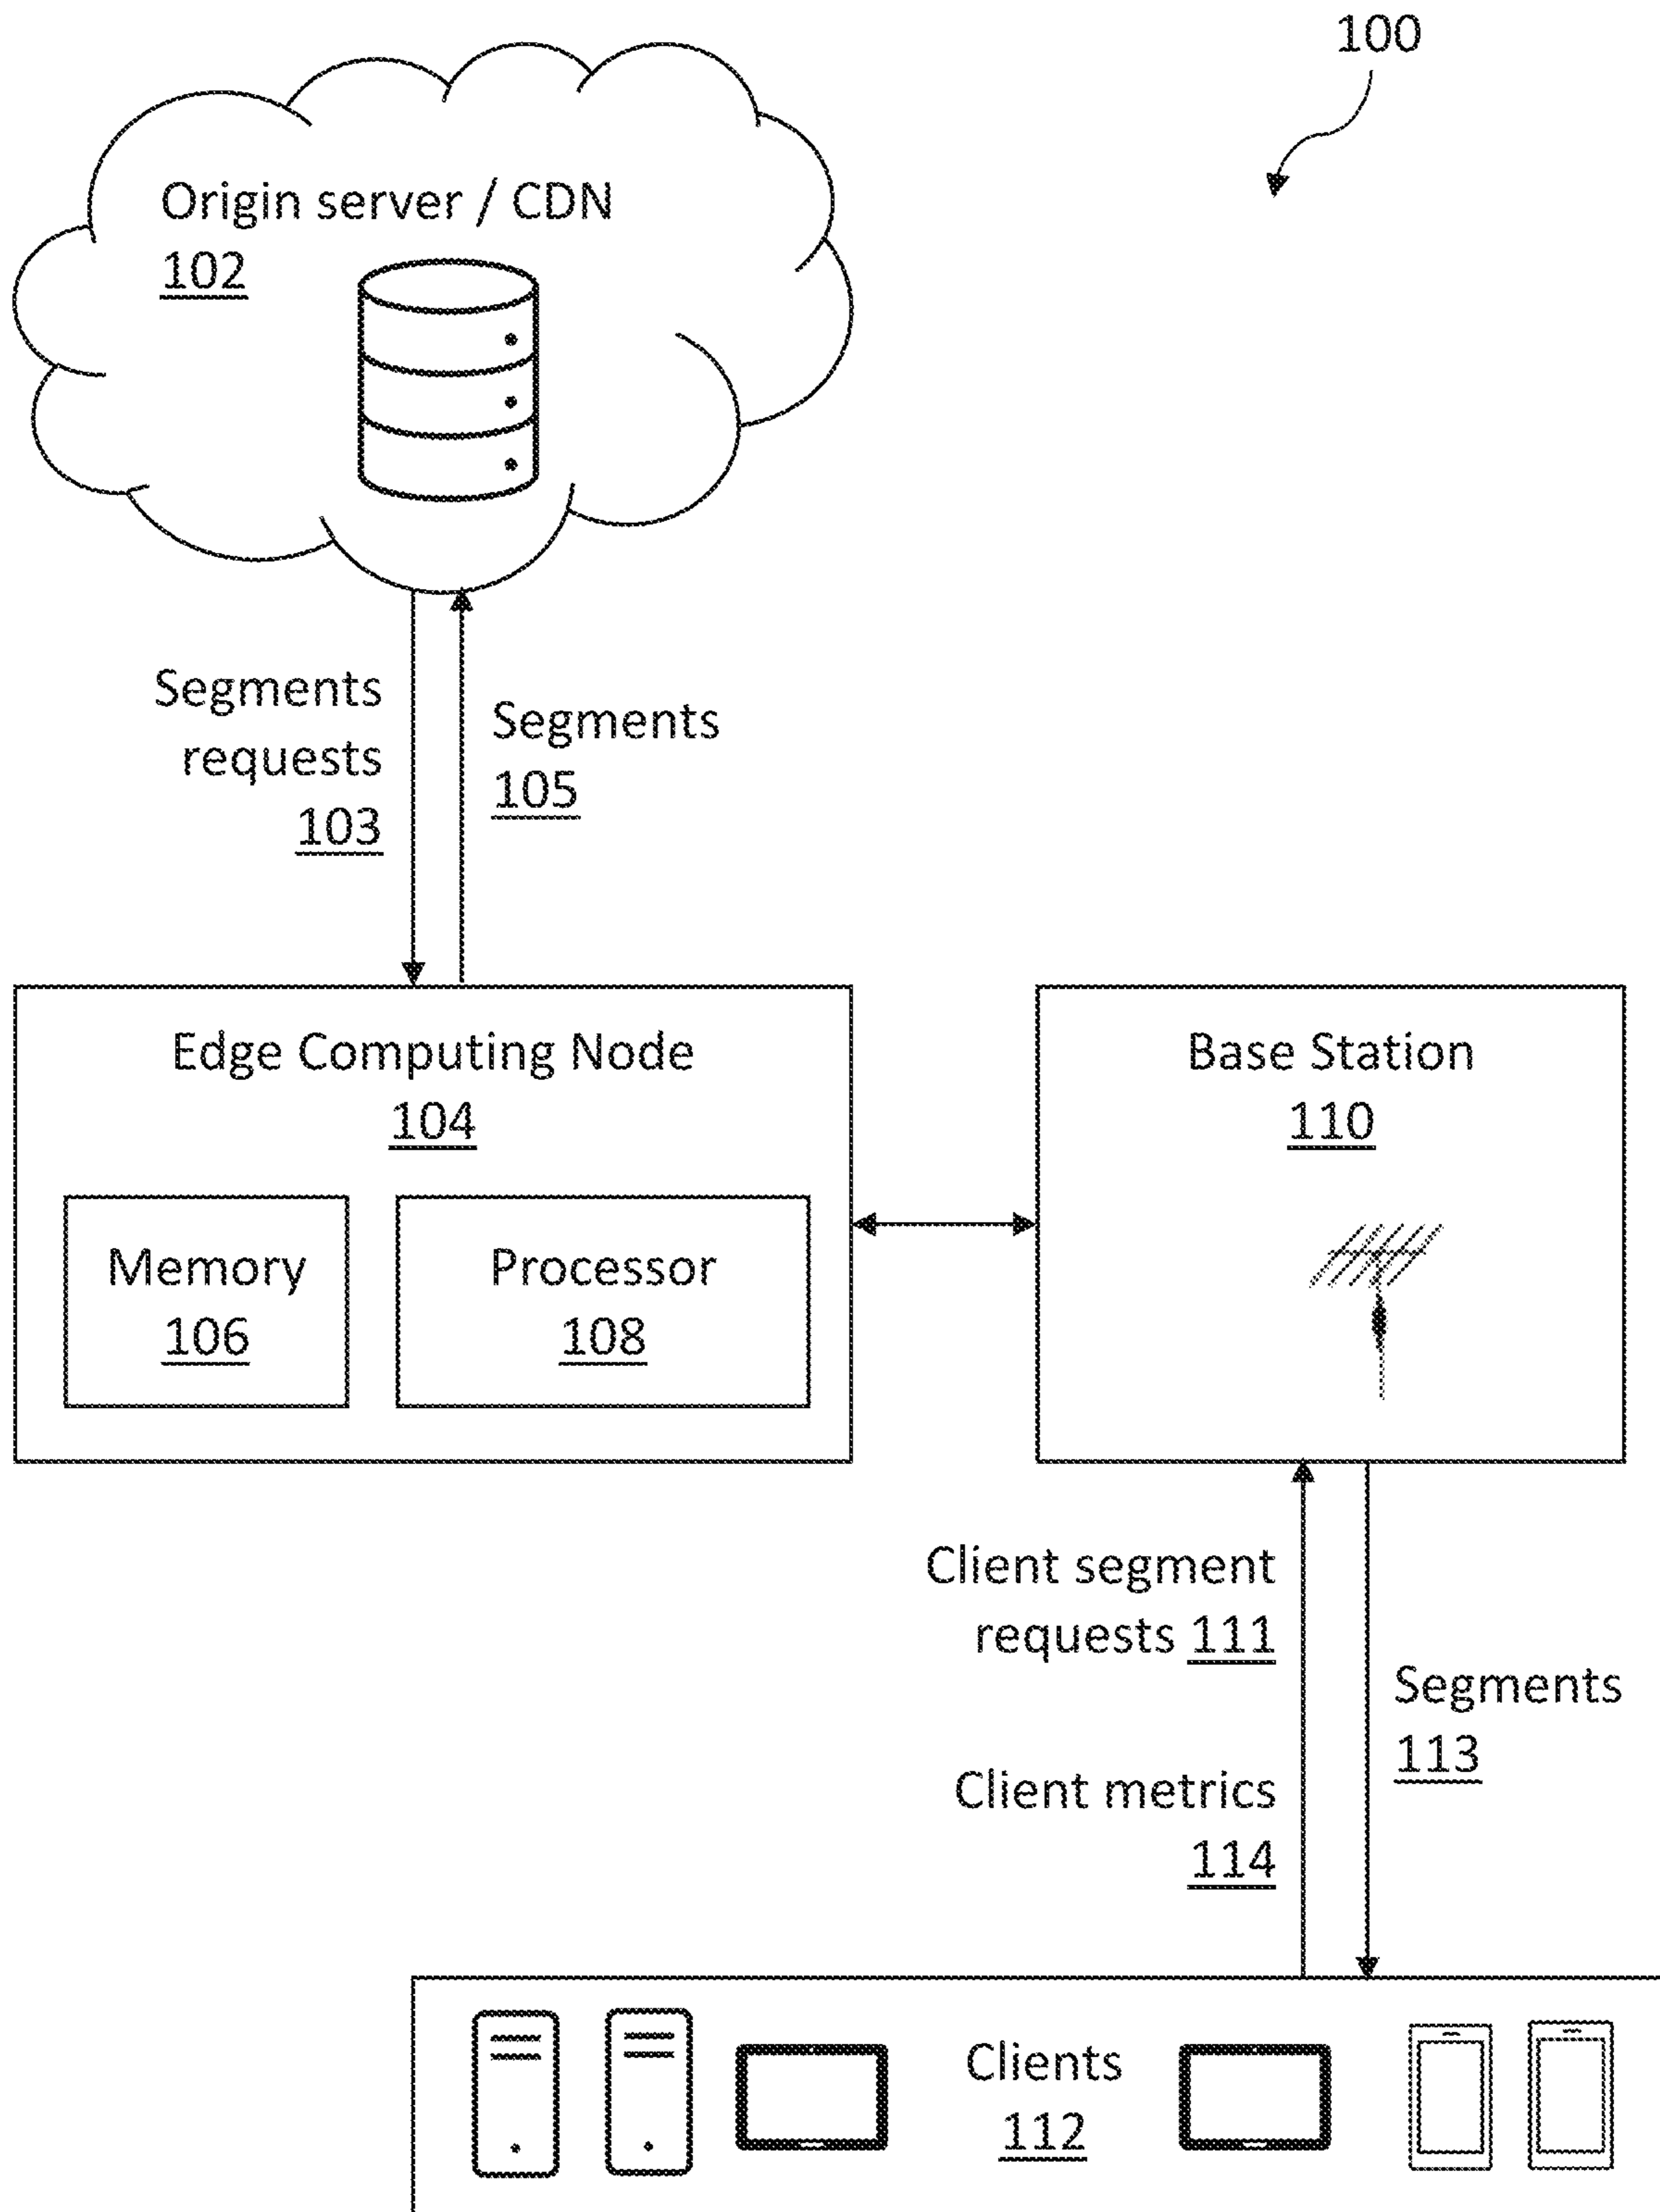 100
Origin server / CDN
102
Segments
requests
103
Segments
105
Edge Computing Node
104
Memory
106
Processor
108
Base Station
110
Client segment
requests 111
Client metrics
114
Segments
113
Clients
112